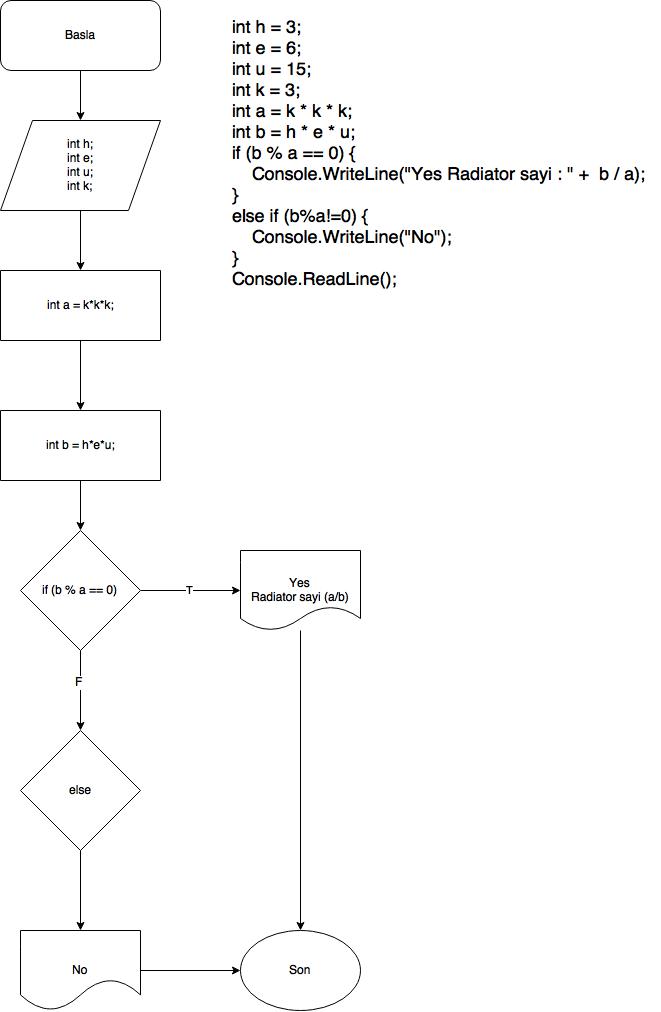 Basla
int h;
int e;
int u;
int k;
int a = k*k*k;
int b = h*e*u;
if (b % a == 0)
T
Yes
Radiator sayi (a/b)
F
else
No
Son
int h = 3;
int e = 6;
int u = 15;
int k = 3;
int a = k * k * k;
int b = h * e * u;
if (b % a == 0) {
Console.WriteLine("Yes Radiator sayi : " +  b / a);
}
else if (b%a!=0) {
Console.WriteLine("No");
}
Console.ReadLine();